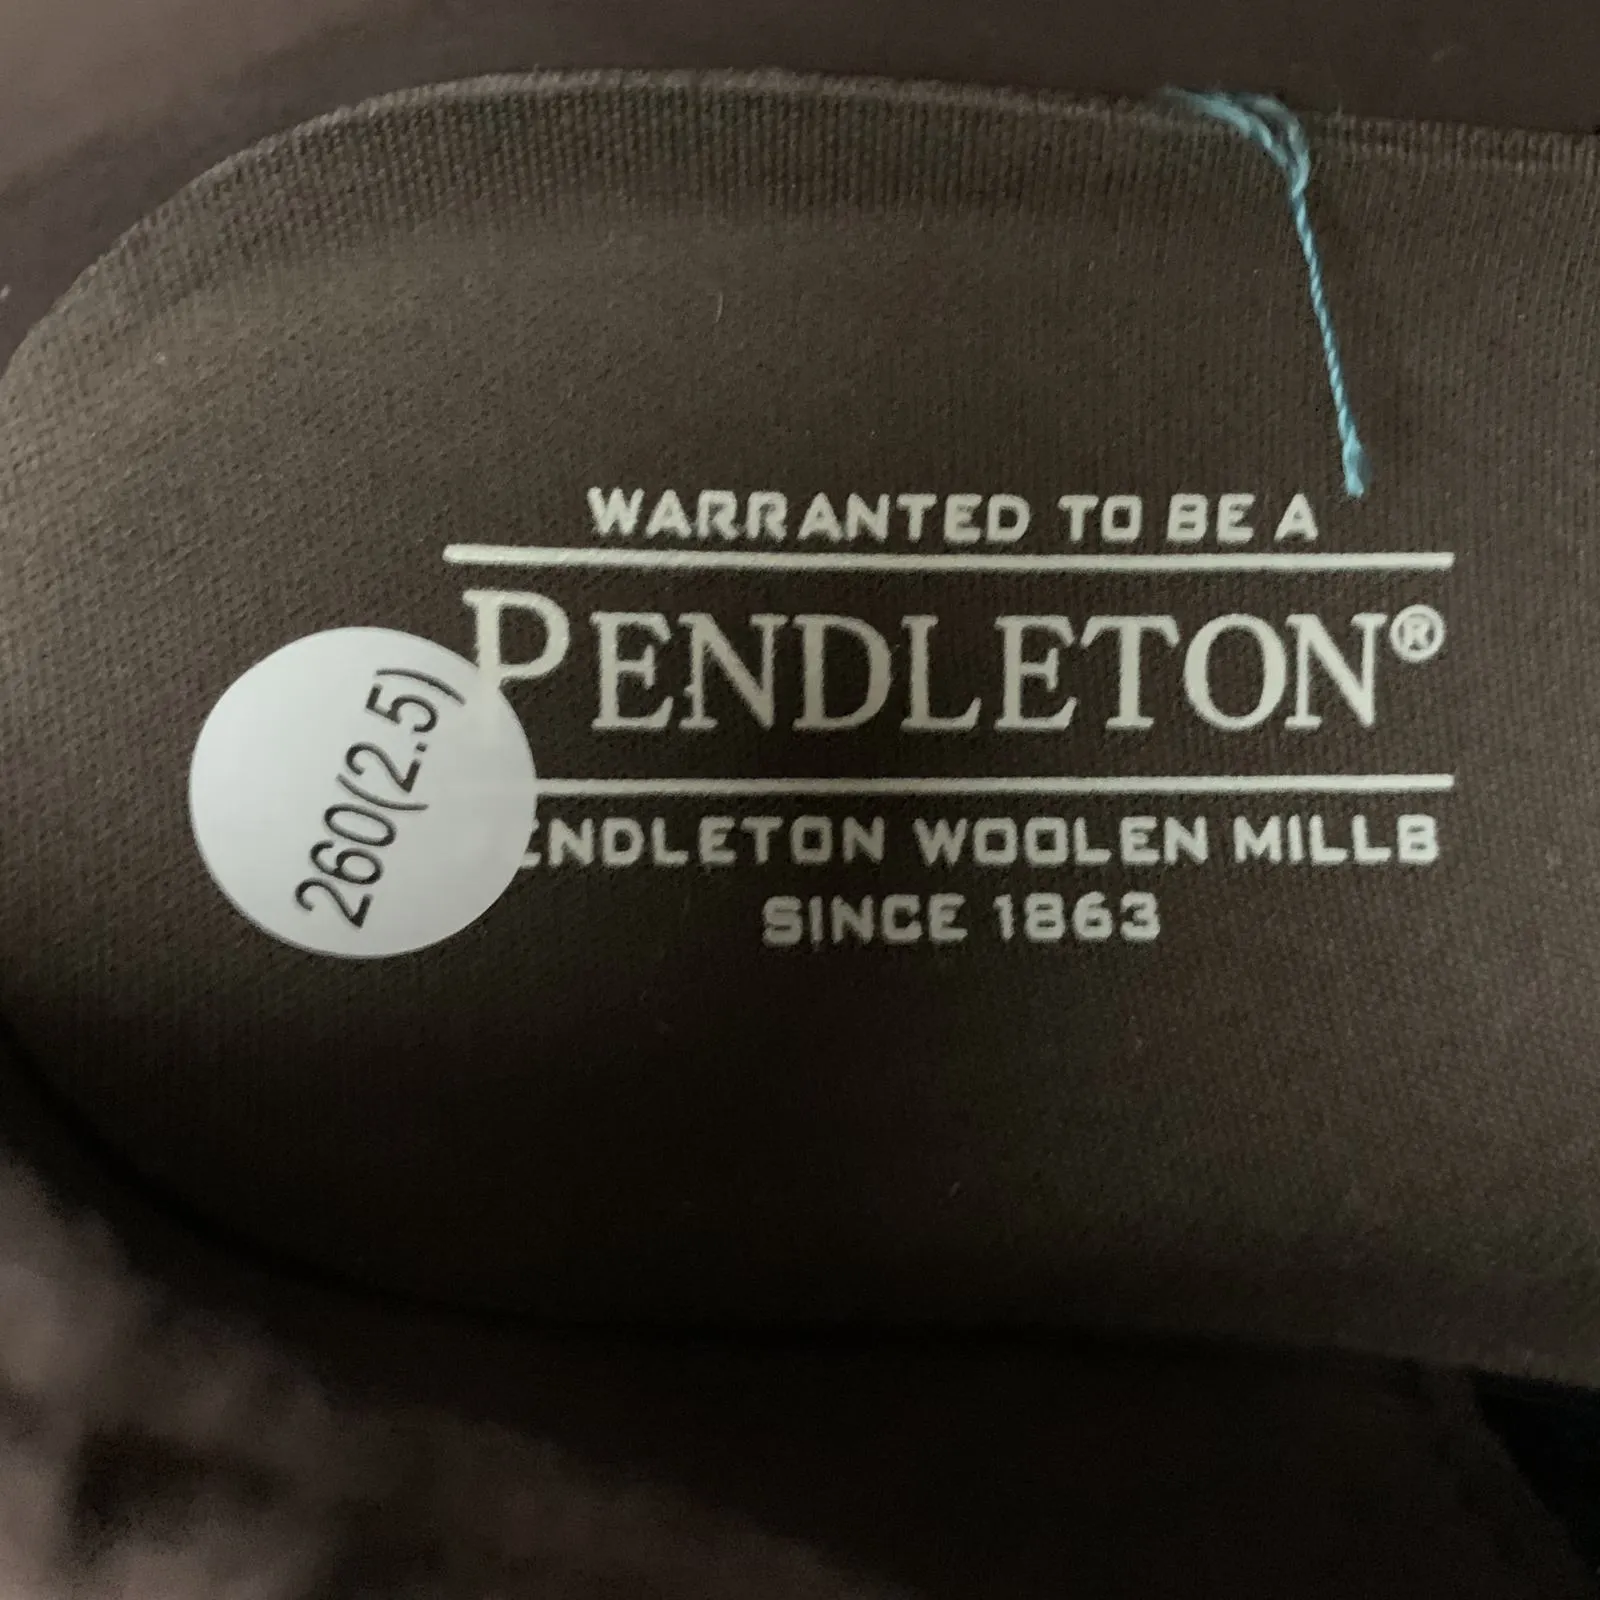 WARRANTED TO BE A
PENDLETON®
ENDLETON WOOLEN MILLS
SINCE 1863
260(2.5)